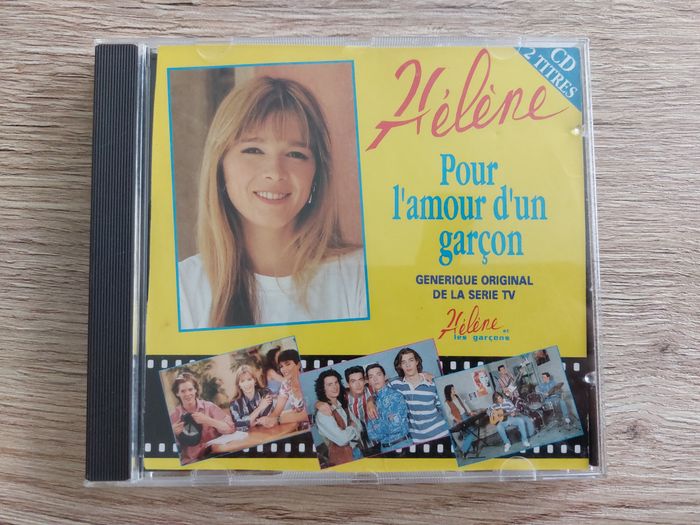 CD
2 TITRES
Hélène
Pour
l'amour d'un
garçon
GENERIQUE ORIGINAL
DE LA SERIE TV
Hélène et
les garçons